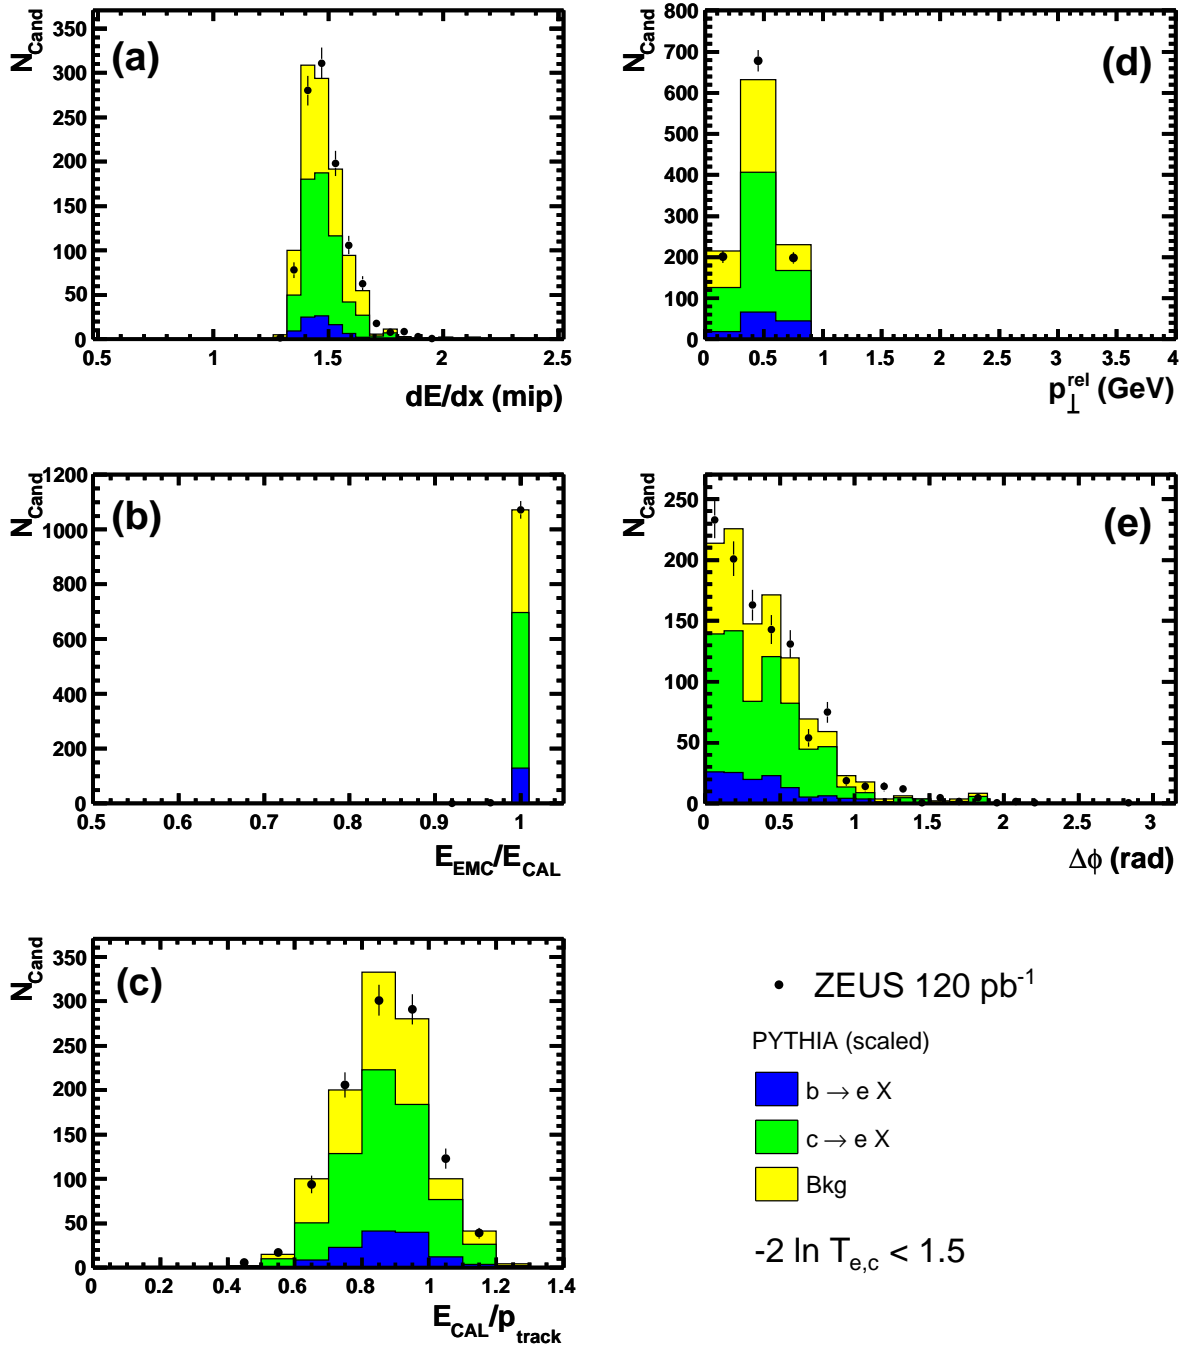 N_Cand
350
300
250
200
150
100
50
0
(a)
0.5 1 1.5 2 2.5
dE/dx (mip)
N_Cand
800
700
600
500
400
300
200
100
0
(d)
0 0.5 1 1.5 2 2.5 3 3.5 4
p_⊥^rel (GeV)
N_Cand
1200
1000
800
600
400
200
0
(b)
0.5 0.6 0.7 0.8 0.9 1
E_EMC/E_CAL
N_Cand
250
200
150
100
50
0
(e)
0 0.5 1 1.5 2 2.5 3
Δϕ (rad)
N_Cand
350
300
250
200
150
100
50
0
(c)
0 0.2 0.4 0.6 0.8 1 1.2 1.4
E_CAL/p_track
ZEUS 120 pb^-1
PYTHIA (scaled)
b → e X
c → e X
Bkg
-2 ln T_e,c < 1.5